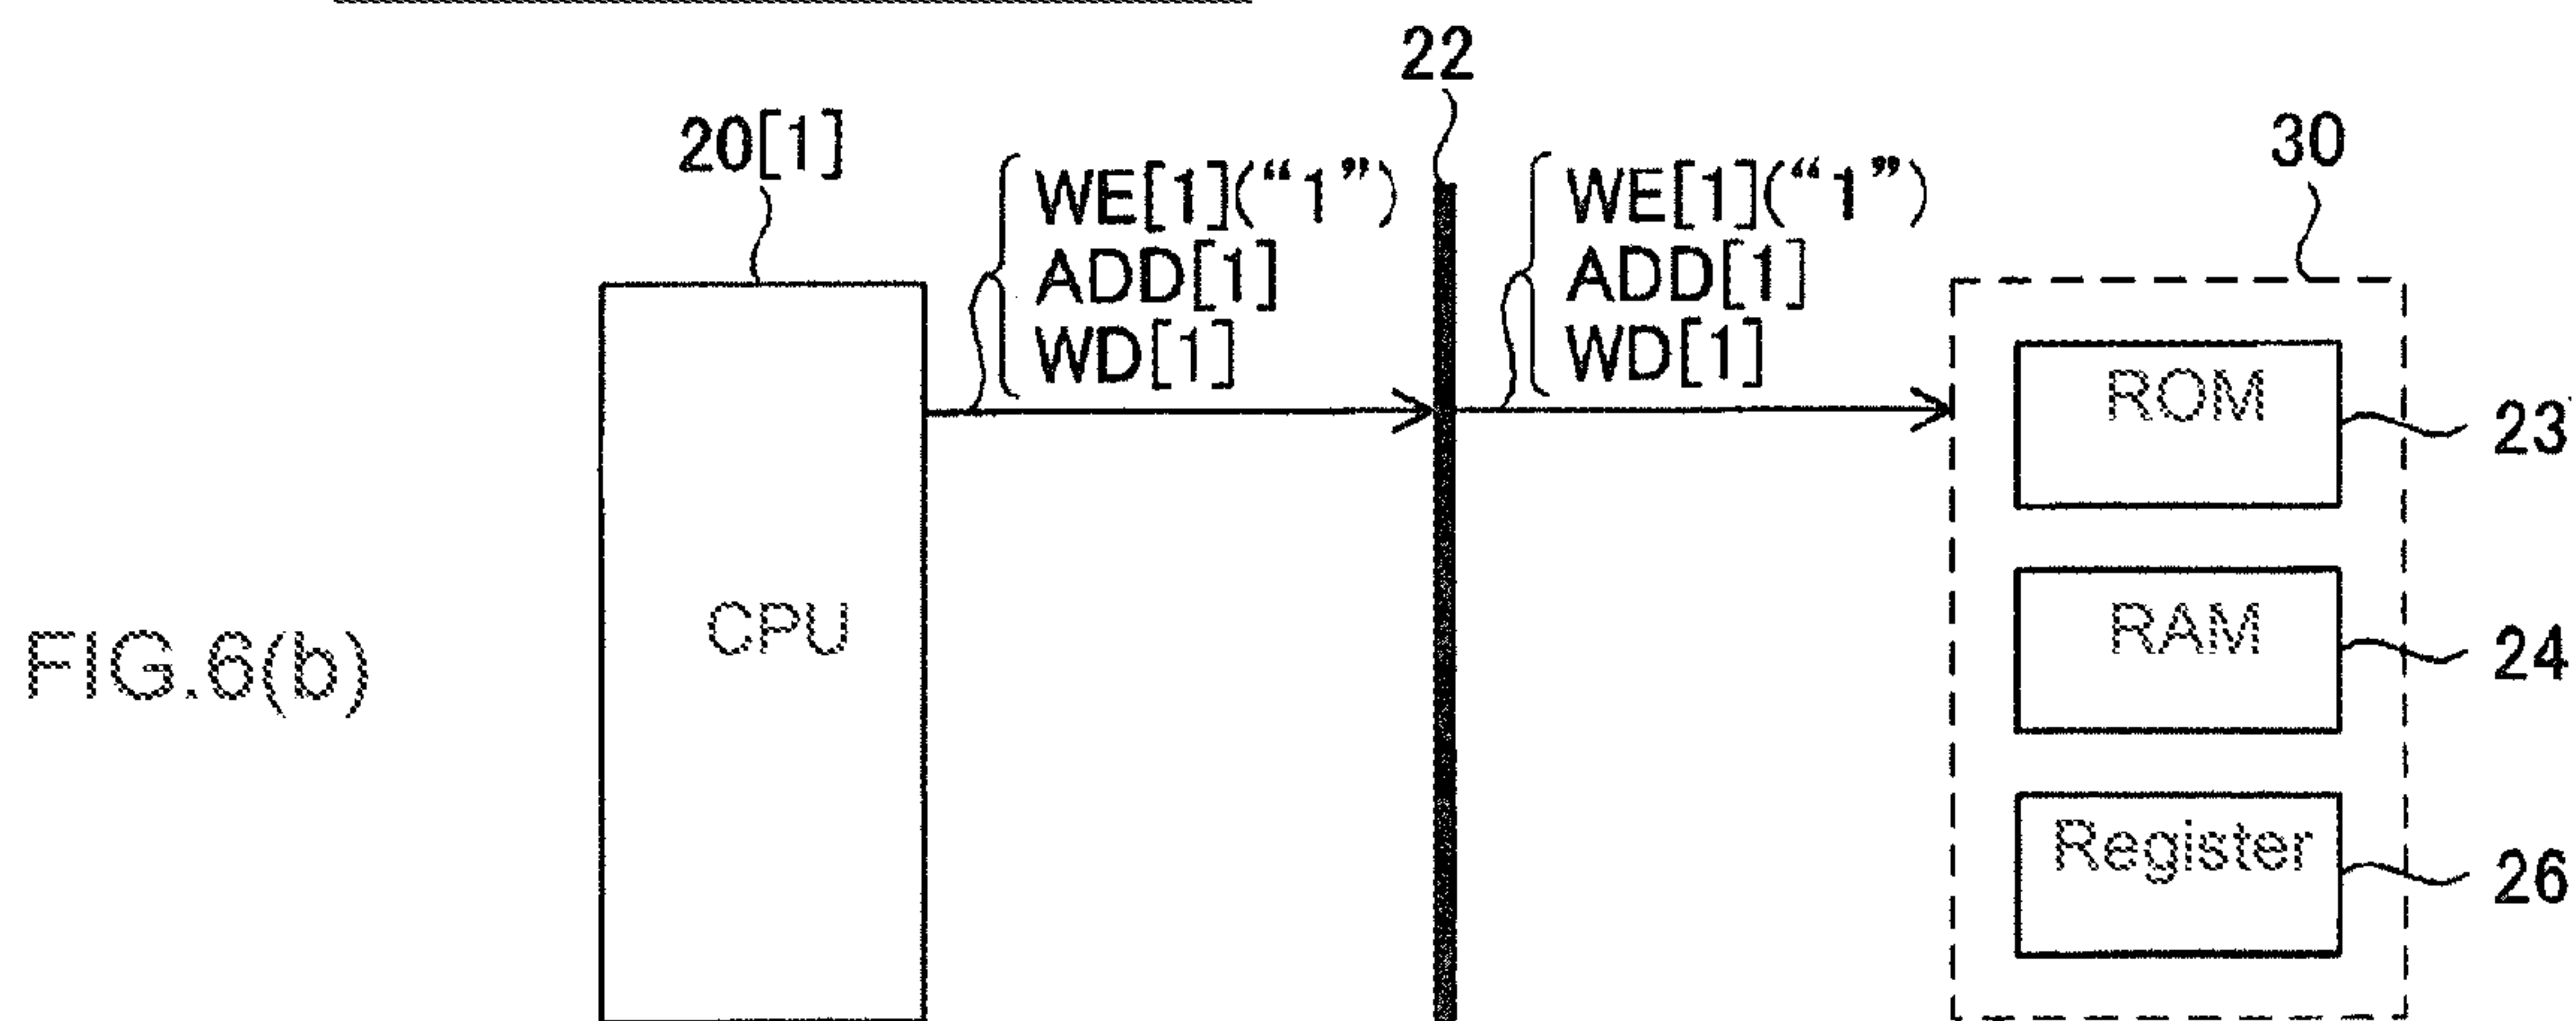 22
20[1]
30
WE[1](“1”)
ADD[1]
WD[1]
WE[1](“1”)
ADD[1]
WD[1]
ROM
23
CPU
RAM
24
FIG.6(b)
Register
26